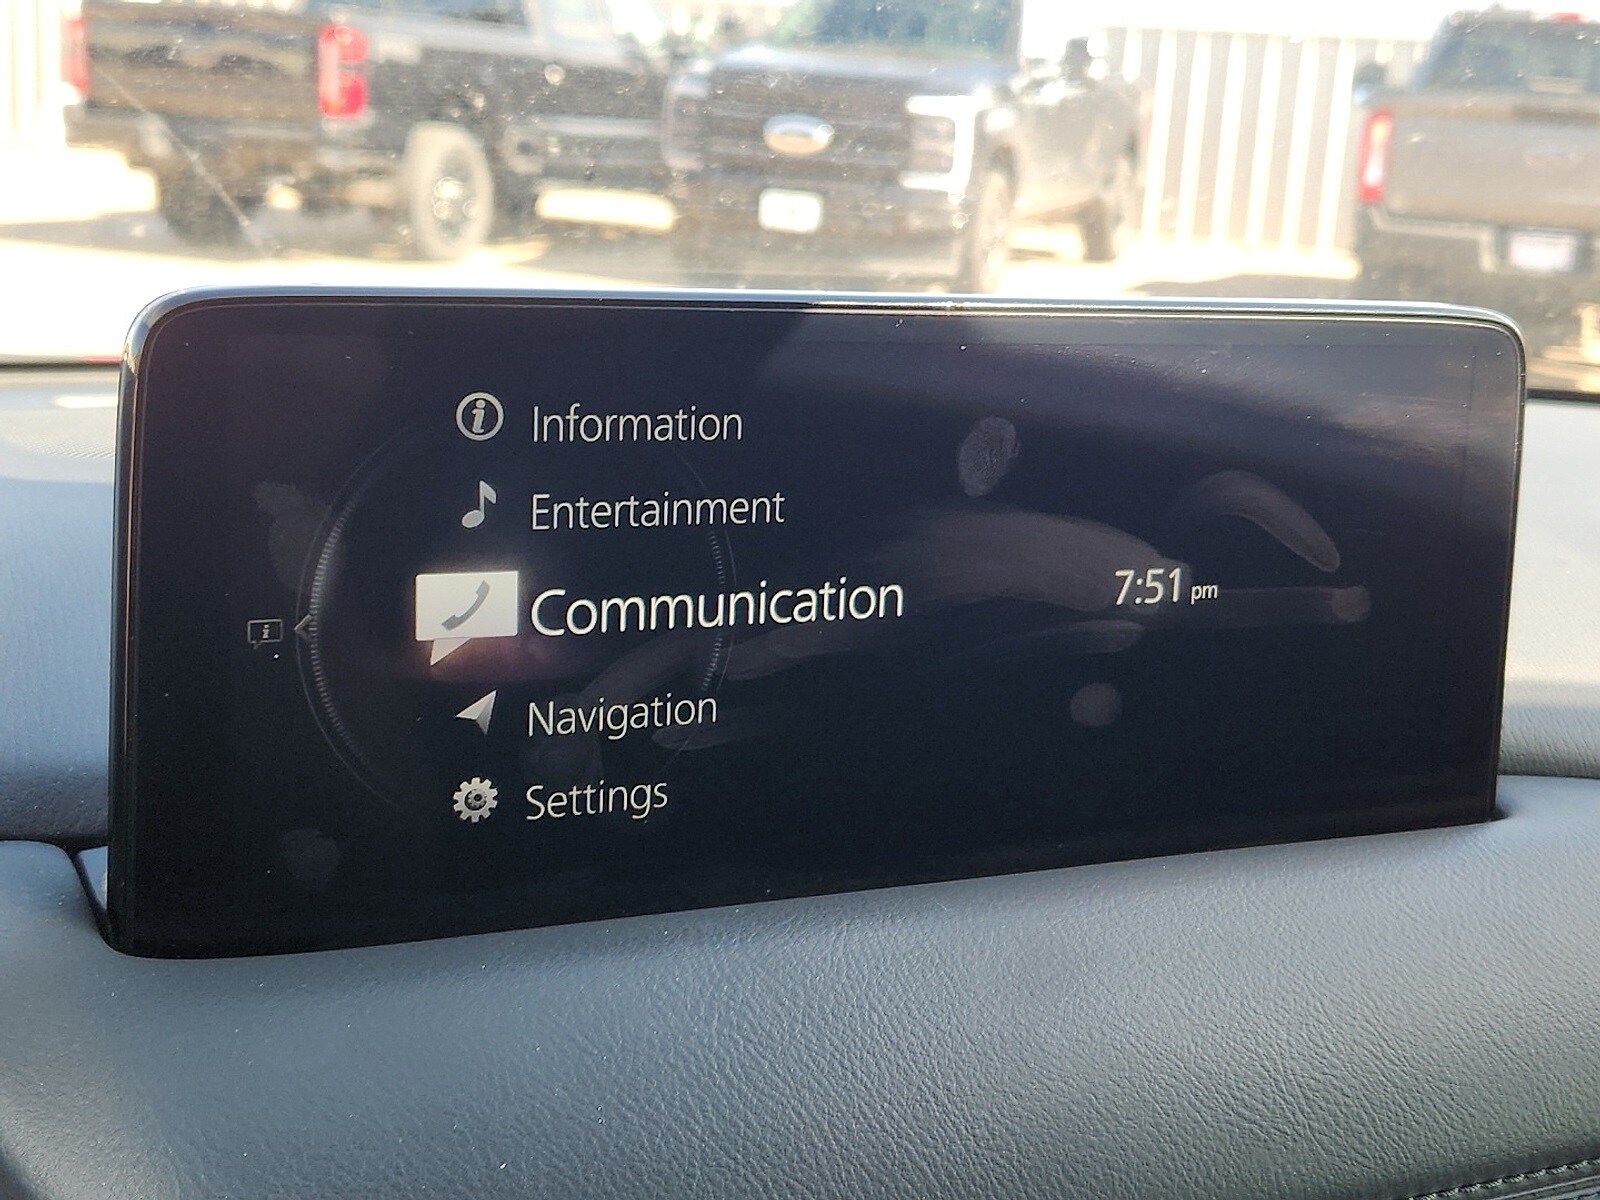 Information
Entertainment
Communication
7:51 pm
Navigation
Settings